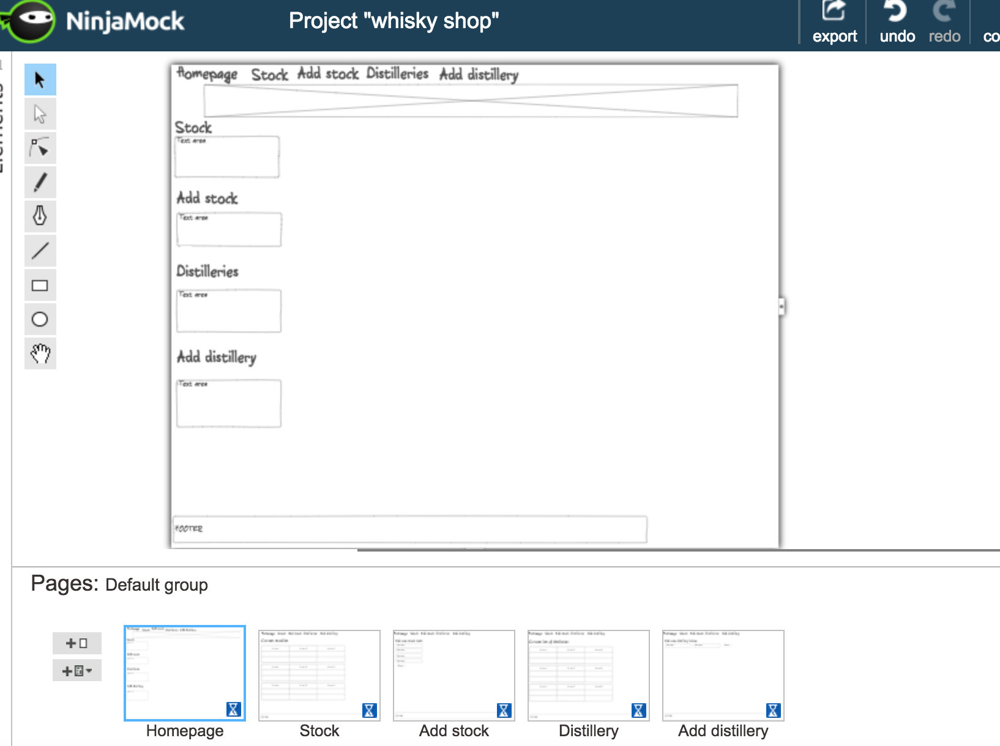 NinjaMock
Project "whisky shop"
export
undo
redo
co
Elements
Homepage Stock Add stock Distilleries Add distillery
Stock
Text area
Add stock
Text area
Distilleries
Text area
Add distillery
Text area
FOOTER
Pages: Default group
Homepage
Stock
Add stock
Distillery
Add distillery